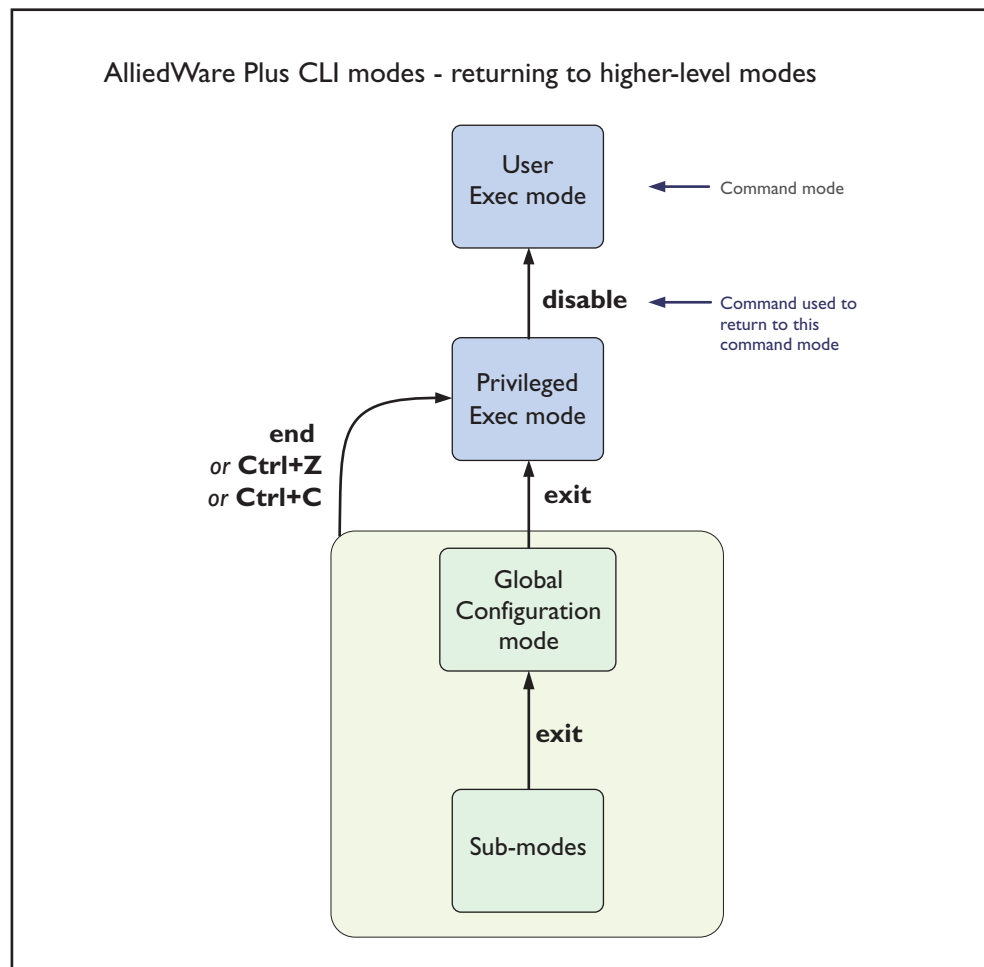 AlliedWare Plus CLI modes - returning to higher-level modes
User
Exec mode
Command mode
disable
Command used to
return to this
command mode
Privileged
Exec mode
end
or Ctrl+Z
or Ctrl+C
exit
Global
Configuration
mode
exit
Sub-modes